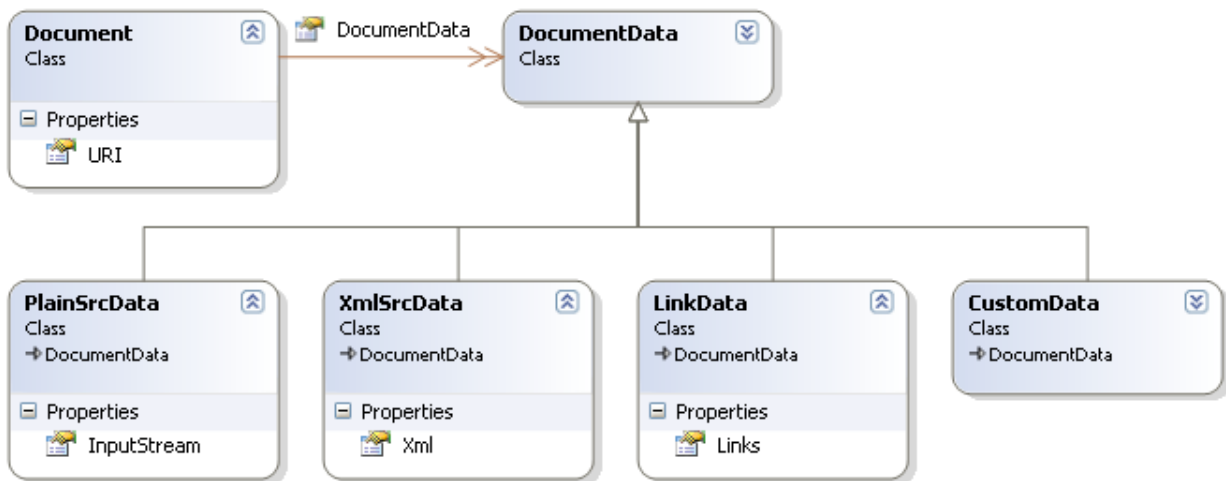 Document
Class
Properties
URI
DocumentData
DocumentData
Class
PlainSrcData
Class
DocumentData
Properties
InputStream
XmlSrcData
Class
DocumentData
Properties
Xml
LinkData
Class
DocumentData
Properties
Links
CustomData
Class
DocumentData